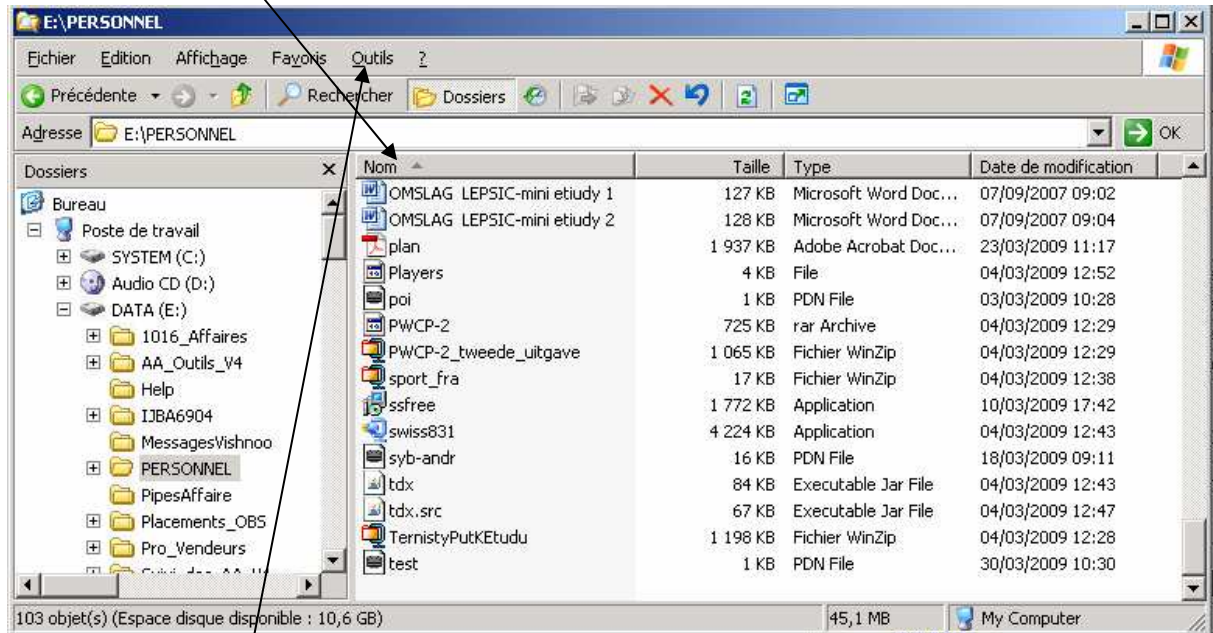 E:\PERSONNEL
Fichier Edition Affichage Favoris Outils ?
Précédente Rechercher Dossiers
Adresse E:\PERSONNEL OK
Dossiers
Bureau
Poste de travail
SYSTEM (C:)
Audio CD (D:)
DATA (E:)
1016_Affaires
AA_Outils_V4
Help
IJBA6904
MessagesVishnoo
PERSONNEL
PipesAffaire
Placements_OBS
Pro_Vendeurs
Nom Taille Type Date de modification
OMSLAG LEPSIC-mini etiudy 1 127 KB Microsoft Word Doc... 07/09/2007 09:02
OMSLAG LEPSIC-mini etiudy 2 128 KB Microsoft Word Doc... 07/09/2007 09:04
plan 1 937 KB Adobe Acrobat Doc... 23/03/2009 11:17
Players 4 KB File 04/03/2009 12:52
poi 1 KB PDN File 03/03/2009 10:28
PWCP-2 725 KB rar Archive 04/03/2009 12:29
PWCP-2_tweede_uitgave 1 065 KB Fichier WinZip 04/03/2009 12:29
sport_fra 17 KB Fichier WinZip 04/03/2009 12:38
ssfree 1 772 KB Application 10/03/2009 17:42
swiss831 4 224 KB Application 04/03/2009 12:43
syb-andr 16 KB PDN File 18/03/2009 09:11
tdx 84 KB Executable Jar File 04/03/2009 12:43
tdx.src 67 KB Executable Jar File 04/03/2009 12:47
TernistyPutKEtudu 1 198 KB Fichier WinZip 04/03/2009 12:28
test 1 KB PDN File 30/03/2009 10:30
103 objet(s) (Espace disque disponible : 10,6 GB) 45,1 MB My Computer